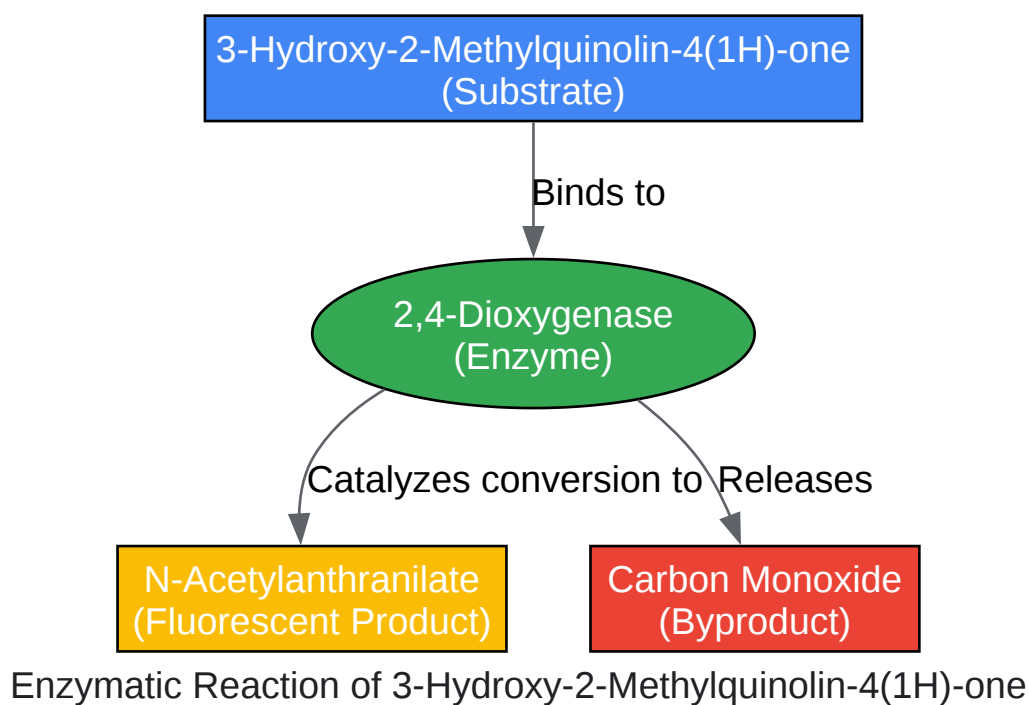 3-Hydroxy-2-Methylquinolin-4(1H)-one
(Substrate)
Binds to
2,4-Dioxygenase
(Enzyme)
Catalyzes conversion to
Releases
N-Acetylanthranilate
(Fluorescent Product)
Carbon Monoxide
(Byproduct)
Enzymatic Reaction of 3-Hydroxy-2-Methylquinolin-4(1H)-one